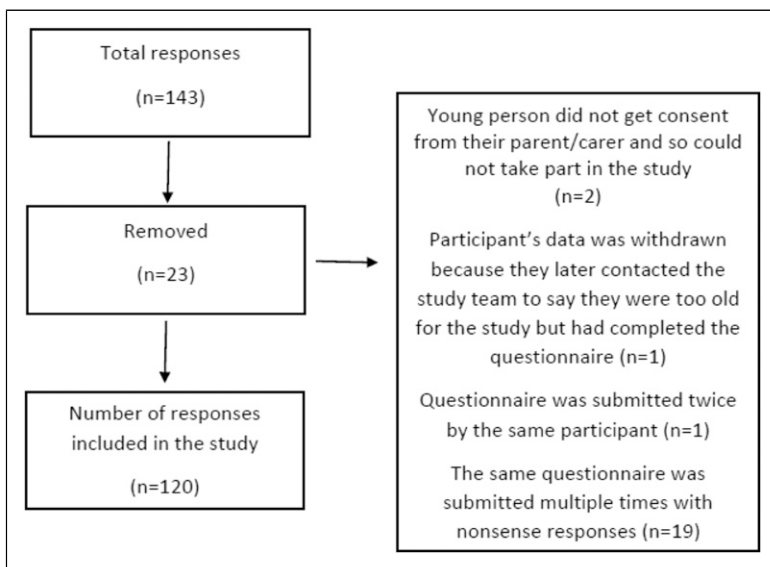 Total responses
(n=143)
Removed
(n=23)
Number of responses
included in the study
(n=120)
Young person did not get consent
from their parent/carer and so could
not take part in the study
(n=2)
Participant’s data was withdrawn
because they later contacted the
study team to say they were too old
for the study but had completed the
questionnaire (n=1)
Questionnaire was submitted twice
by the same participant (n=1)
The same questionnaire was
submitted multiple times with
nonsense responses (n=19)